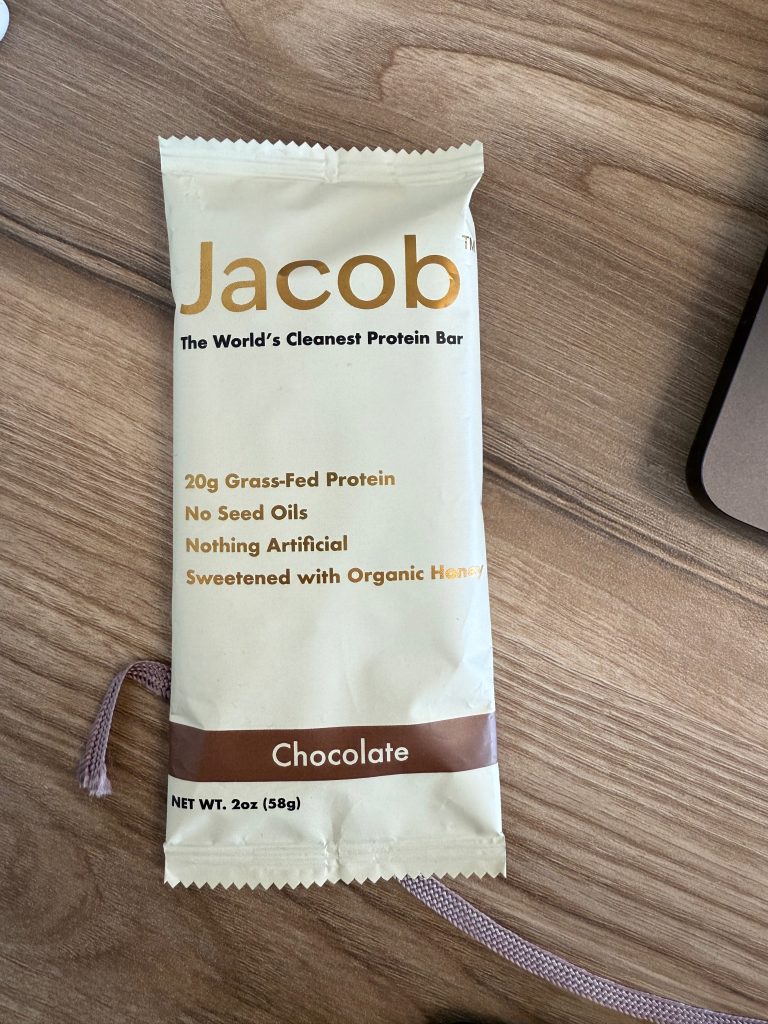 Jacob™
The World's Cleanest Protein Bar
20g Grass-Fed Protein
No Seed Oils
Nothing Artificial
Sweetened with Organic Honey
Chocolate
NET WT. 2oz (58g)